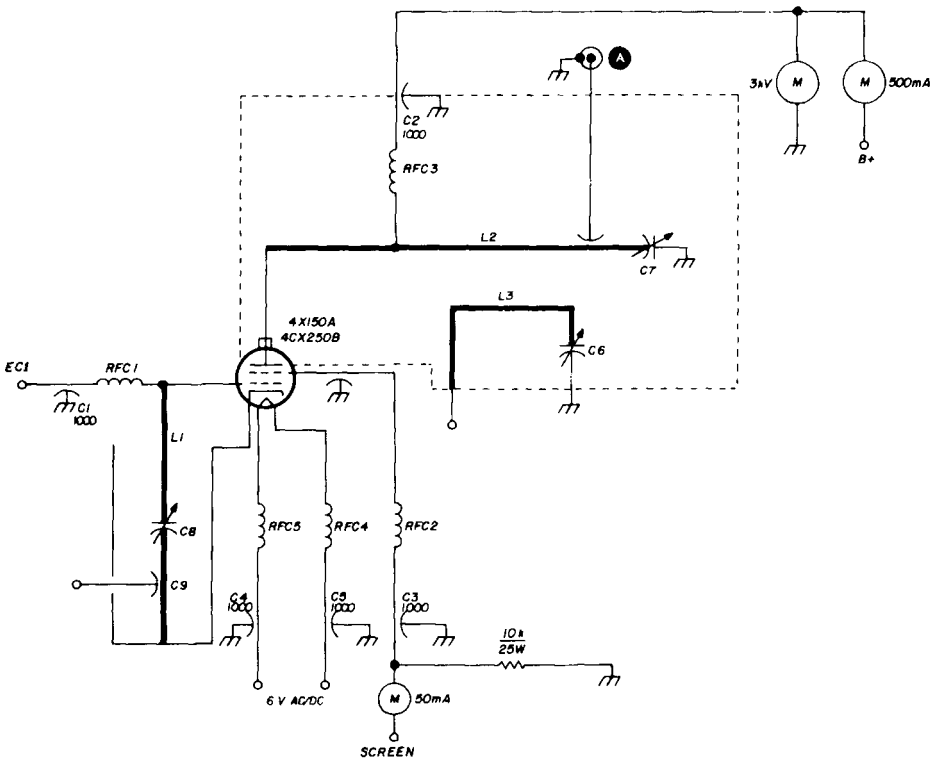 A
3kV
M
M
500mA
B+
C2
1000
RFC3
L2
C7
L3
C6
4X150A
4CX250B
EC1
RFC1
C1
1000
L1
C8
C9
RFC5
RFC4
RFC2
C4
1000
C5
1000
C3
1000
10k
25W
6 V AC/DC
M
50mA
SCREEN